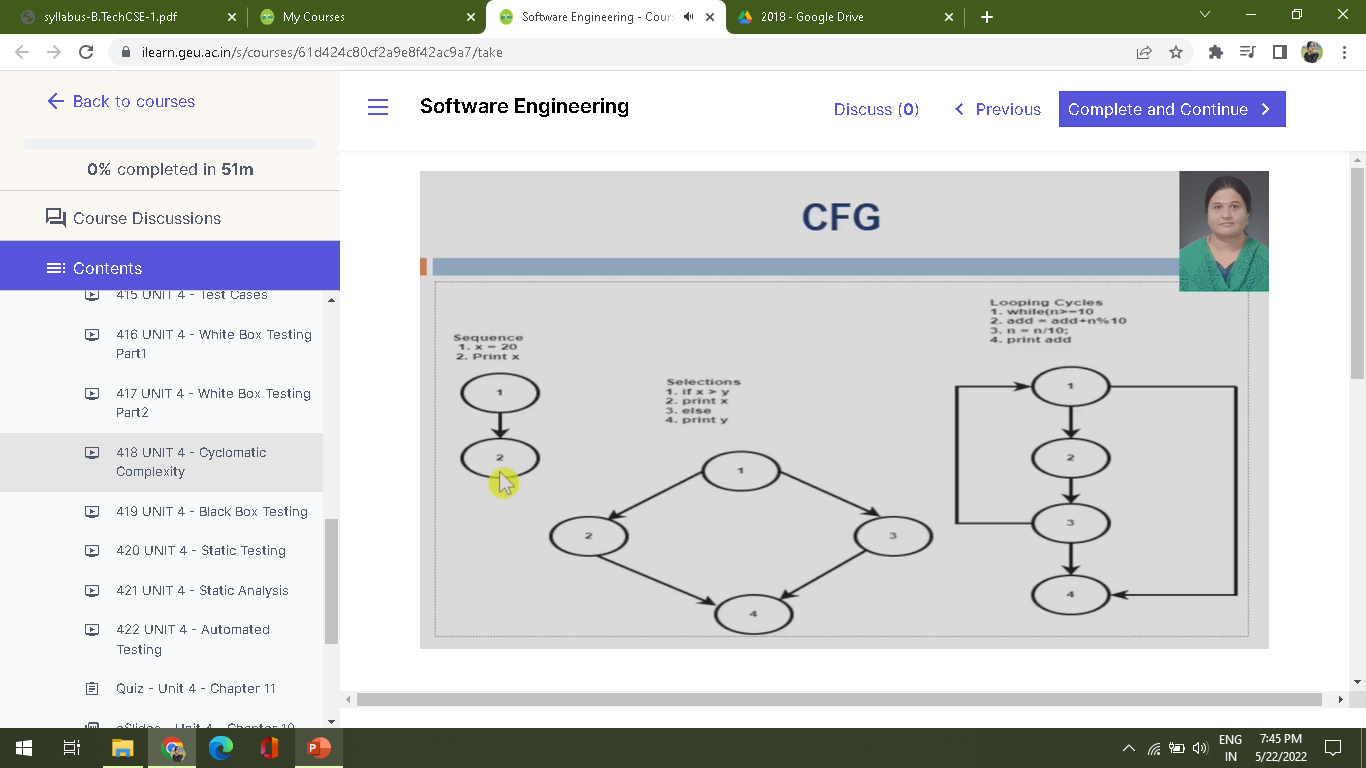 syllabus-B.TechCSE-1.pdf
My Courses
Software Engineering - Cours
2018 - Google Drive
ilearn.geu.ac.in/s/courses/61d424c80cf2a9e8f42ac9a7/take
Back to courses
0% completed in 51m
Course Discussions
Contents
415 UNIT 4 - Test Cases
416 UNIT 4 - White Box Testing
Part1
417 UNIT 4 - White Box Testing
Part2
418 UNIT 4 - Cyclomatic
Complexity
419 UNIT 4 - Black Box Testing
420 UNIT 4 - Static Testing
421 UNIT 4 - Static Analysis
422 UNIT 4 - Automated
Testing
Quiz - Unit 4 - Chapter 11
eSlides - Unit 4 - Chapter 10
Software Engineering
Discuss (0)
Previous
Complete and Continue
CFG
Sequence
1. x = 20
2. Print x
1
2
Selections
1. if x > y
2. print x
3. else
4. print y
1
2
3
4
Looping Cycles
1. while(n>=10
2. add = add+n%10
3. n = n/10;
4. print add
1
2
3
4
ENG
IN
7:45 PM
5/22/2022